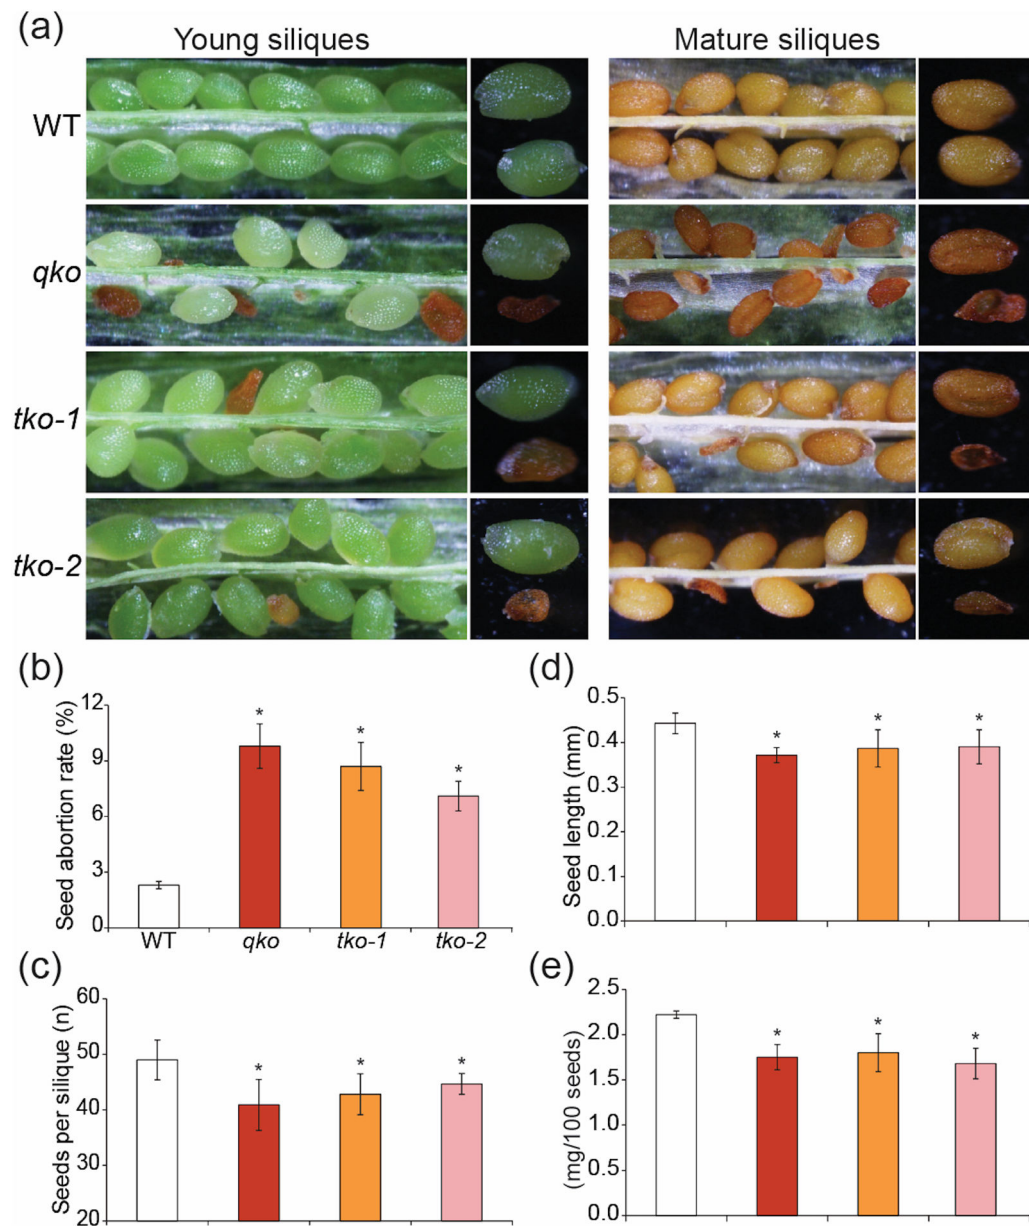 (a)
Young siliques
Mature siliques
WT
qko
tko-1
tko-2
(b)
Seed abortion rate (%)
12
9
6
3
0
*
*
*
WT
qko
tko-1
tko-2
(d)
Seed length (mm)
0.5
0.4
0.3
0.2
0.1
0.0
*
*
*
(c)
Seeds per silique (n)
60
50
40
30
20
*
*
*
(e)
(mg/100 seeds)
2.5
2.0
1.5
1.0
0.5
0.0
*
*
*